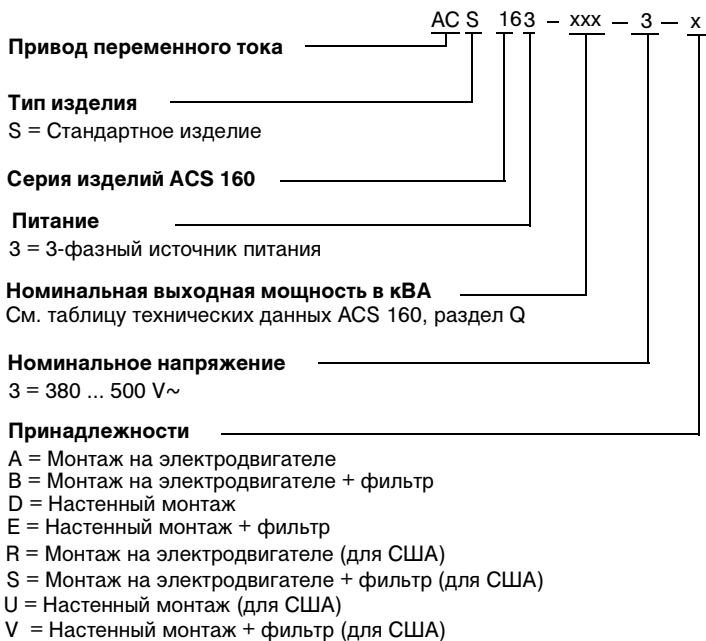 AC S 163 – xxx – 3 – x
Привод переменного тока
Тип изделия
S = Стандартное изделие
Серия изделий ACS 160
Питание
3 = 3-фазный источник питания
Номинальная выходная мощность в кВА
См. таблицу технических данных ACS 160, раздел Q
Номинальное напряжение
3 = 380 ... 500 V~
Принадлежности
A = Монтаж на электродвигателе
B = Монтаж на электродвигателе + фильтр
D = Настенный монтаж
E = Настенный монтаж + фильтр
R = Монтаж на электродвигателе (для США)
S = Монтаж на электродвигателе + фильтр (для США)
U = Настенный монтаж (для США)
V = Настенный монтаж + фильтр (для США)